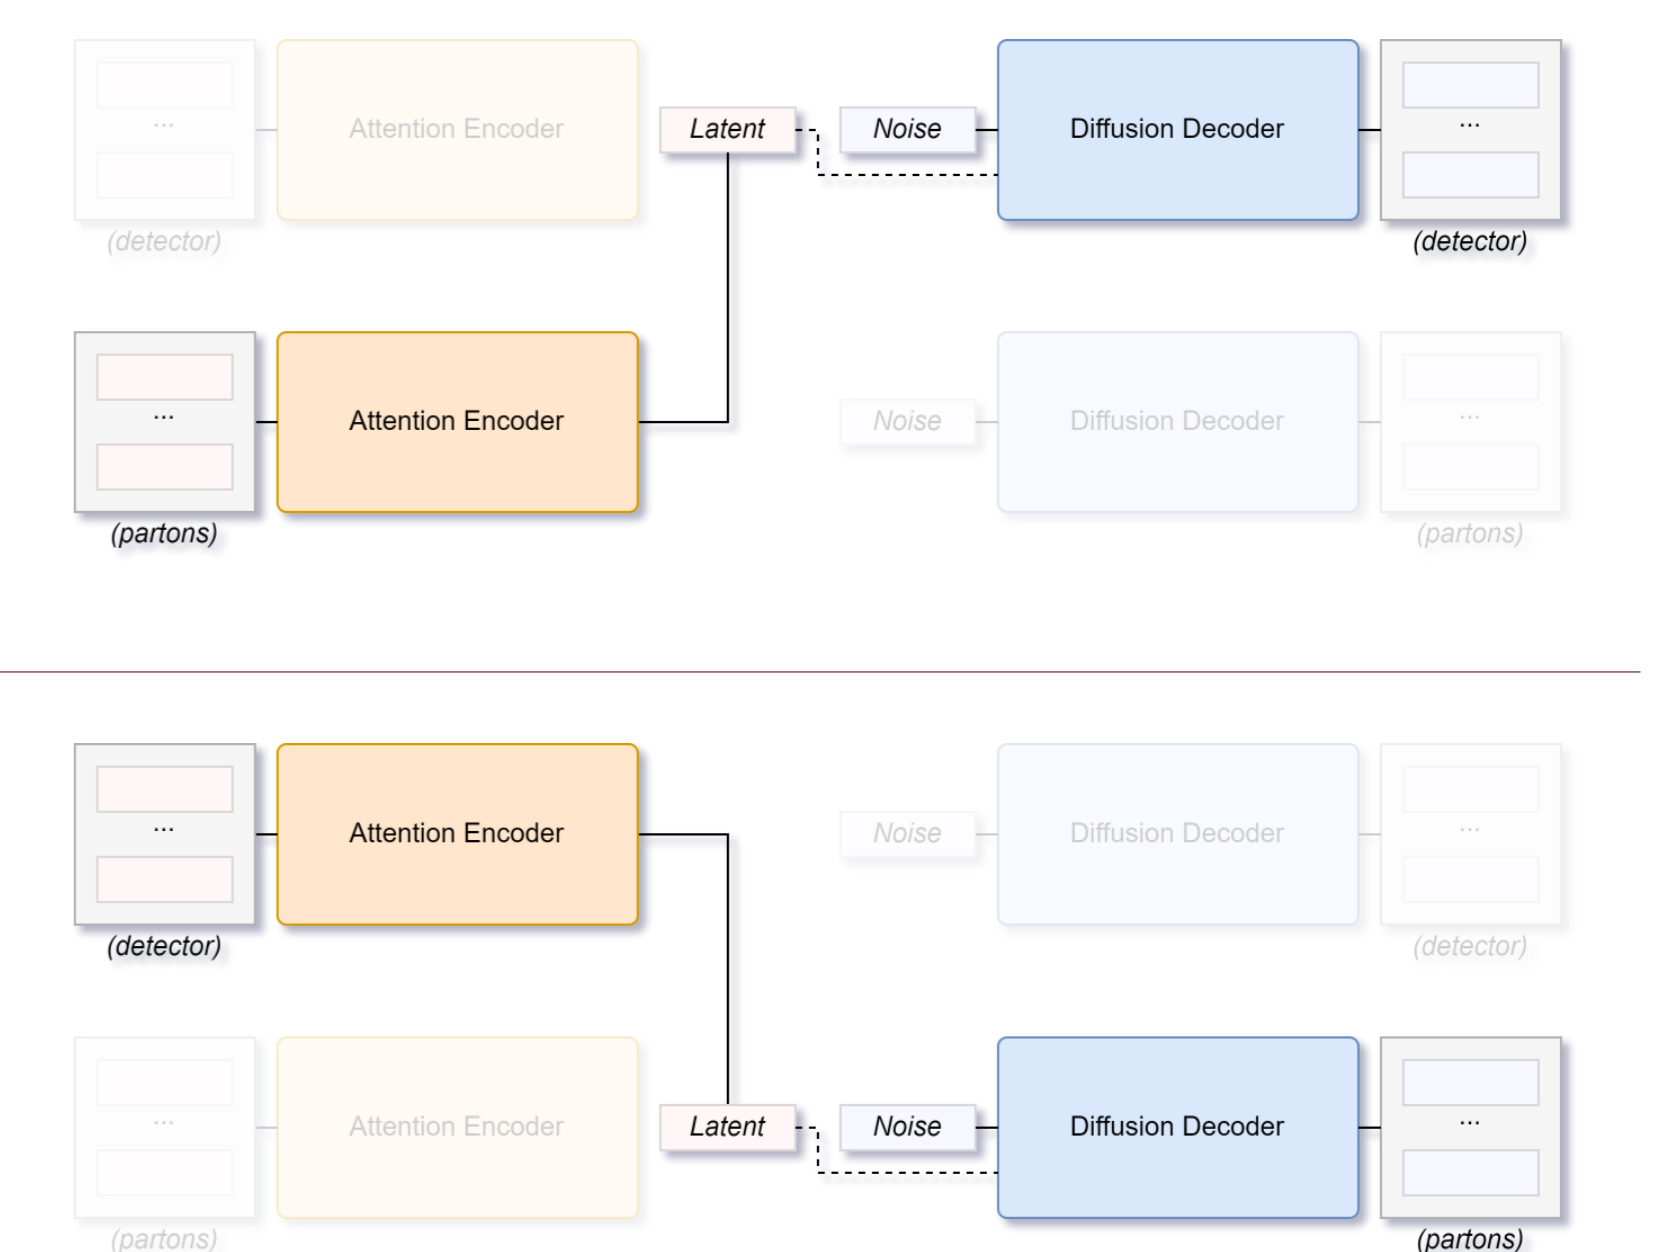 ...
Attention Encoder
Latent
Noise
Diffusion Decoder
...
(detector)
(detector)
...
Attention Encoder
Noise
Diffusion Decoder
...
(partons)
(partons)
...
Attention Encoder
Noise
Diffusion Decoder
...
(detector)
(detector)
...
Attention Encoder
Latent
Noise
Diffusion Decoder
...
(partons)
(partons)